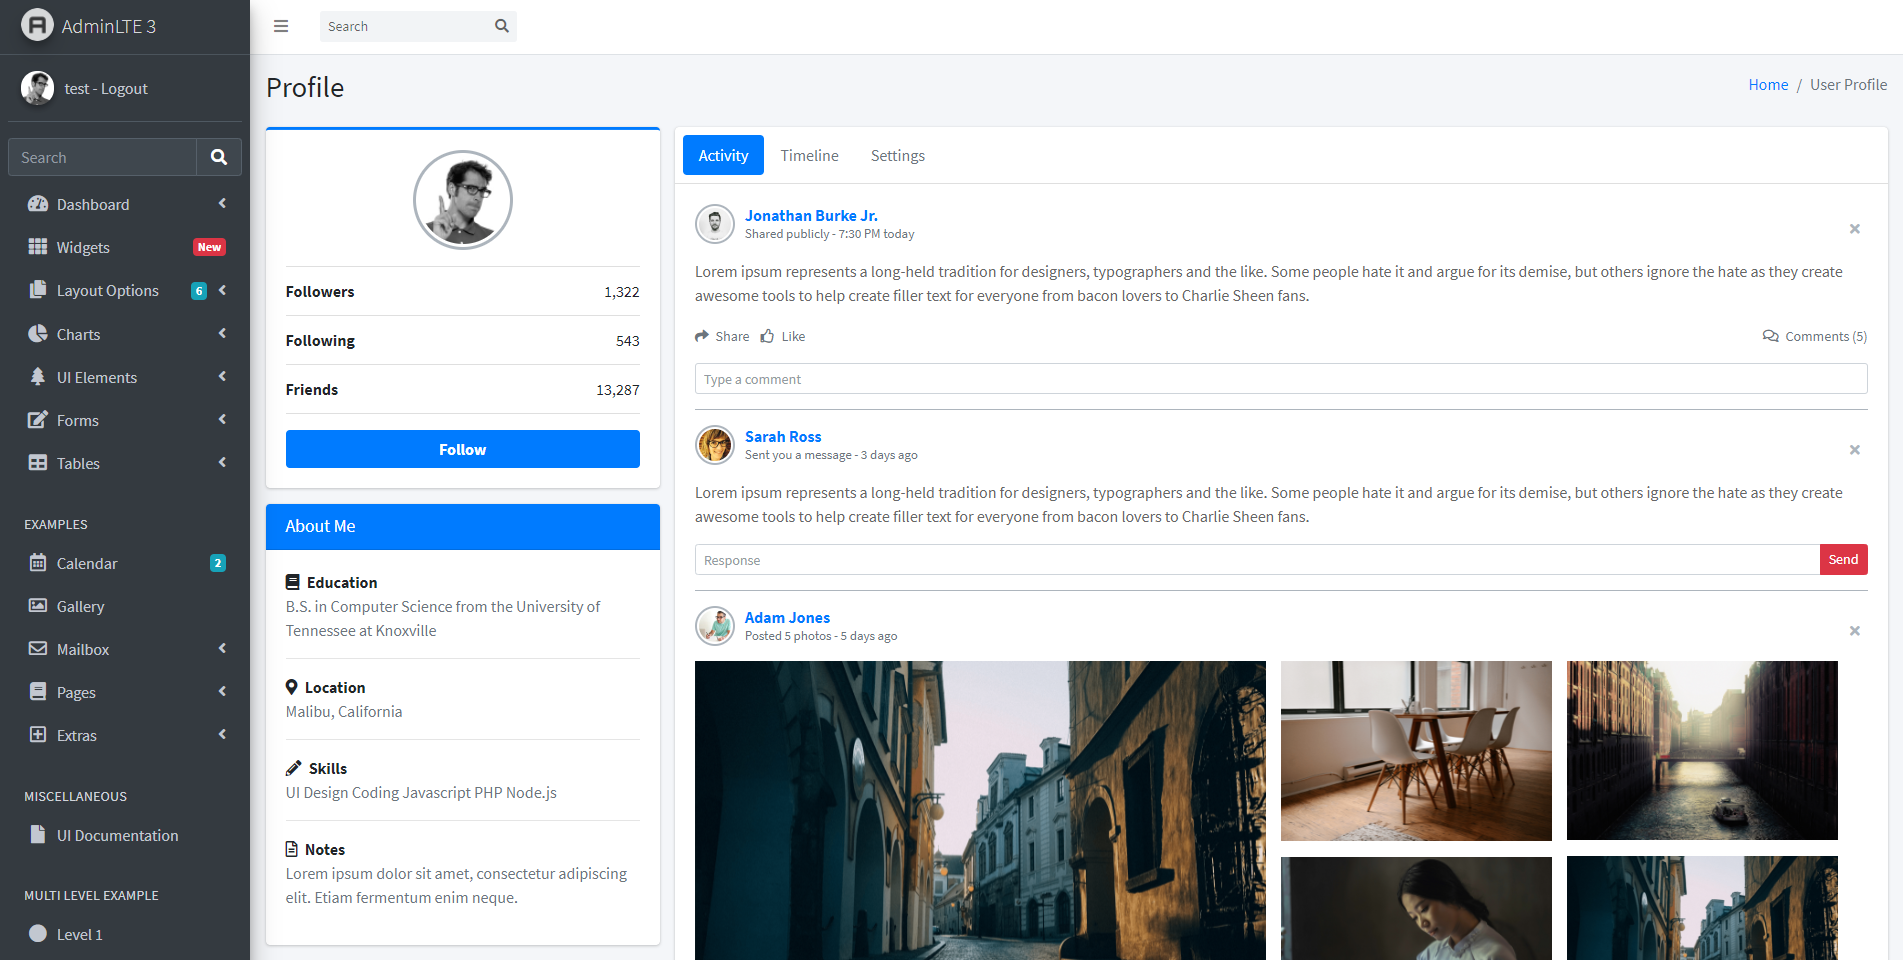 AdminLTE 3
test - Logout
Search
Dashboard
Widgets New
Layout Options 6
Charts
UI Elements
Forms
Tables
EXAMPLES
Calendar 2
Gallery
Mailbox
Pages
Extras
MISCELLANEOUS
UI Documentation
MULTI LEVEL EXAMPLE
Level 1
Search
Profile
Home / User Profile
Followers 1,322
Following 543
Friends 13,287
Follow
About Me
Education
B.S. in Computer Science from the University of
Tennessee at Knoxville
Location
Malibu, California
Skills
UI Design Coding Javascript PHP Node.js
Notes
Lorem ipsum dolor sit amet, consectetur adipiscing
elit. Etiam fermentum enim neque.
Activity Timeline Settings
Jonathan Burke Jr.
Shared publicly - 7:30 PM today
Lorem ipsum represents a long-held tradition for designers, typographers and the like. Some people hate it and argue for its demise, but others ignore the hate as they create
awesome tools to help create filler text for everyone from bacon lovers to Charlie Sheen fans.
Share Like Comments (5)
Type a comment
Sarah Ross
Sent you a message - 3 days ago
Lorem ipsum represents a long-held tradition for designers, typographers and the like. Some people hate it and argue for its demise, but others ignore the hate as they create
awesome tools to help create filler text for everyone from bacon lovers to Charlie Sheen fans.
Response Send
Adam Jones
Posted 5 photos - 5 days ago